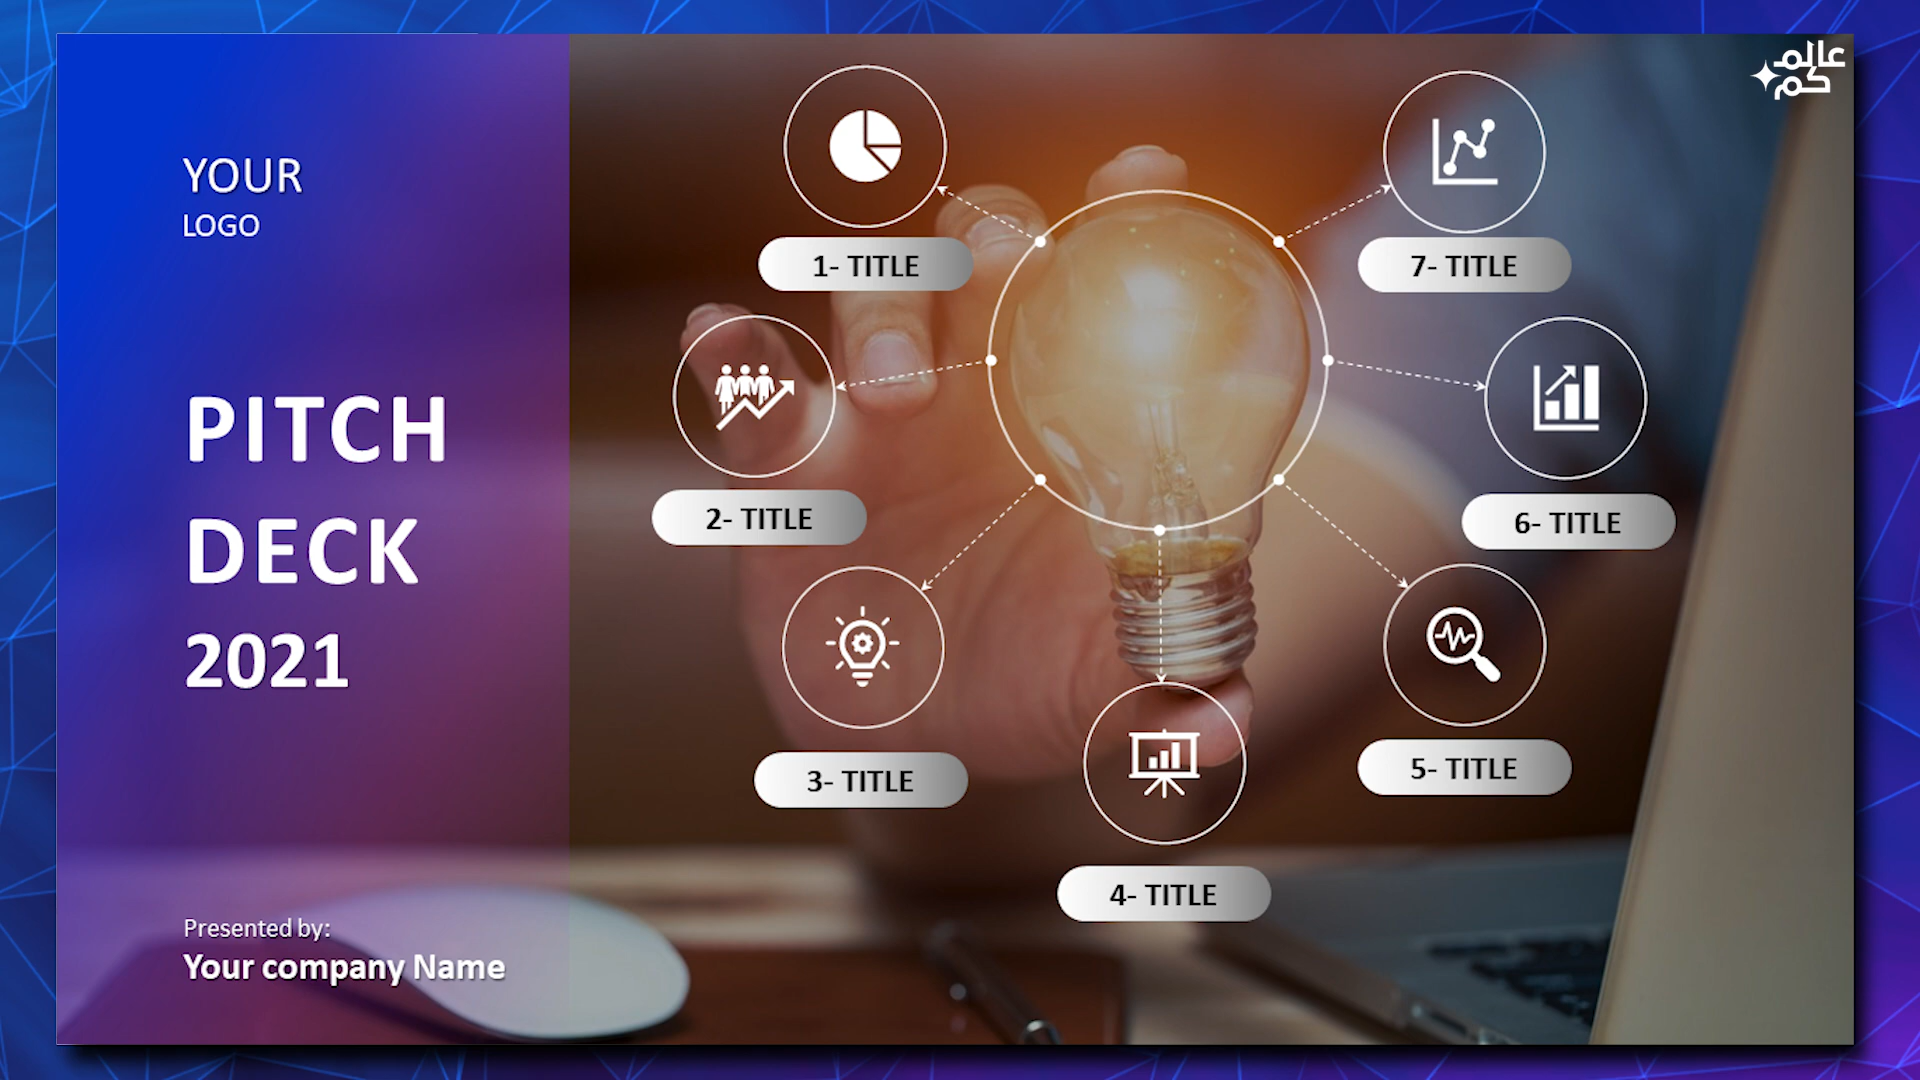 YOUR
LOGO
PITCH
DECK
2021
Presented by:
Your company Name
1- TITLE
2- TITLE
3- TITLE
4- TITLE
5- TITLE
6- TITLE
7- TITLE
عالم
كم